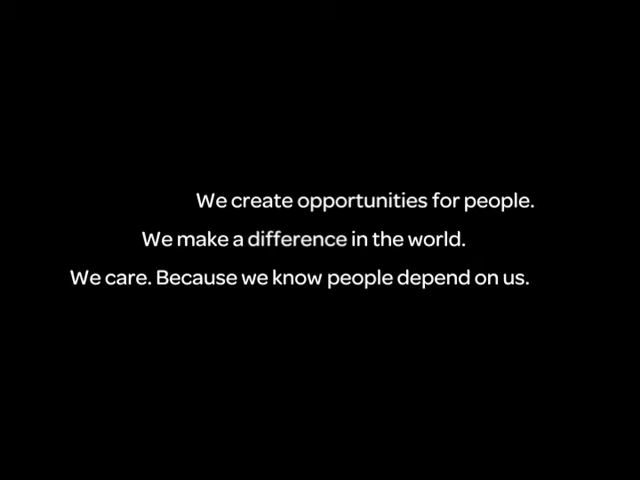 We create opportunities for people.
We make a difference in the world.
We care. Because we know people depend on us.